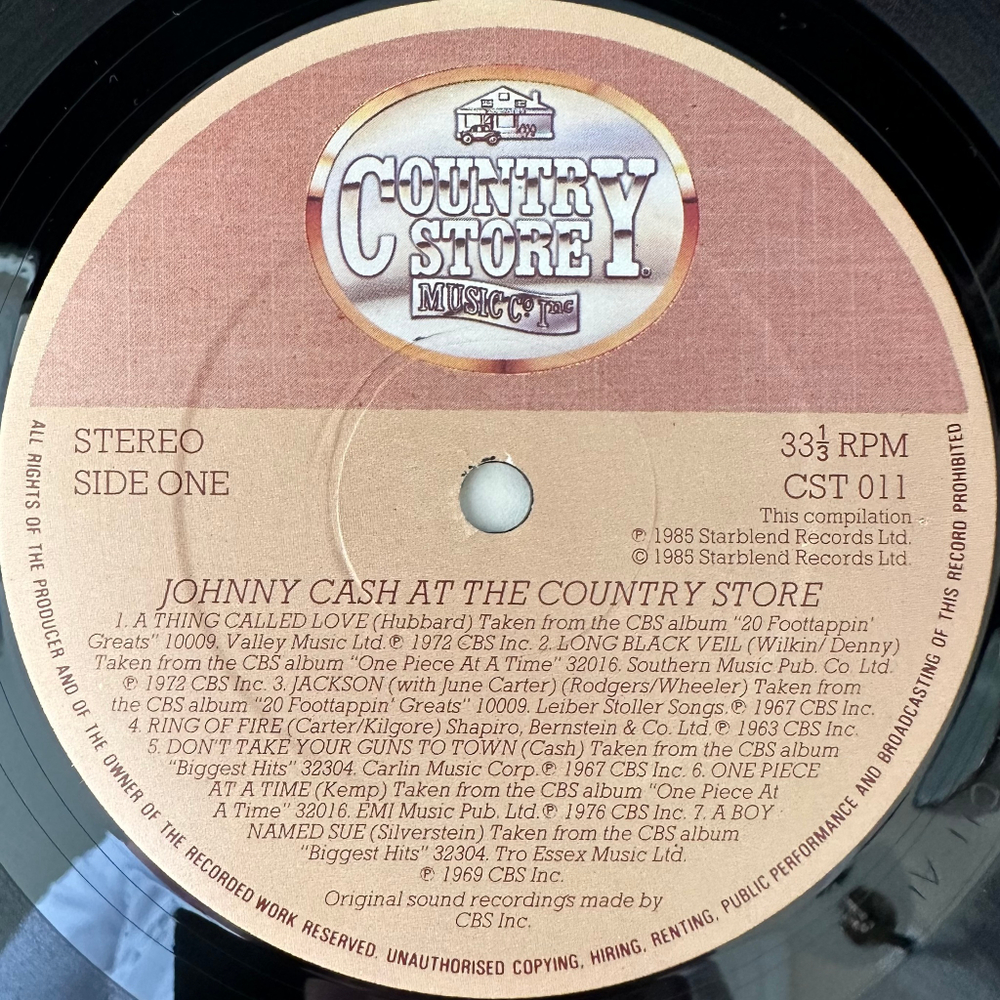 COUNTRY
STORE
MUSIC Co Inc
STEREO
SIDE ONE
33⅓ RPM
CST 011
This compilation
℗ 1985 Starblend Records Ltd.
© 1985 Starblend Records Ltd.
JOHNNY CASH AT THE COUNTRY STORE
1. A THING CALLED LOVE (Hubbard) Taken from the CBS album "20 Foottappin'
Greats" 10009. Valley Music Ltd.℗ 1972 CBS Inc. 2. LONG BLACK VEIL (Wilkin/ Denny)
Taken from the CBS album "One Piece At A Time" 32016. Southern Music Pub. Co. Ltd.
℗ 1972 CBS Inc. 3. JACKSON (with June Carter) (Rodgers/Wheeler) Taken from
the CBS album "20 Foottappin' Greats" 10009. Leiber Stoller Songs.℗ 1967 CBS Inc.
4. RING OF FIRE (Carter/Kilgore) Shapiro, Bernstein & Co. Ltd.℗ 1963 CBS Inc.
5. DON'T TAKE YOUR GUNS TO TOWN (Cash) Taken from the CBS album
"Biggest Hits" 32304. Carlin Music Corp.℗ 1967 CBS Inc. 6. ONE PIECE
AT A TIME (Kemp) Taken from the CBS album "One Piece At
A Time" 32016. EMI Music Pub. Ltd.℗ 1976 CBS Inc. 7. A BOY
NAMED SUE (Silverstein) Taken from the CBS album
"Biggest Hits" 32304. Tro Essex Music Ltd.
℗ 1969 CBS Inc.
Original sound recordings made by
CBS Inc.
ALL RIGHTS OF THE PRODUCER AND OF THE OWNER OF THE RECORDED WORK RESERVED. UNAUTHORISED COPYING, HIRING, RENTING, PUBLIC PERFORMANCE AND BROADCASTING OF THIS RECORD PROHIBITED